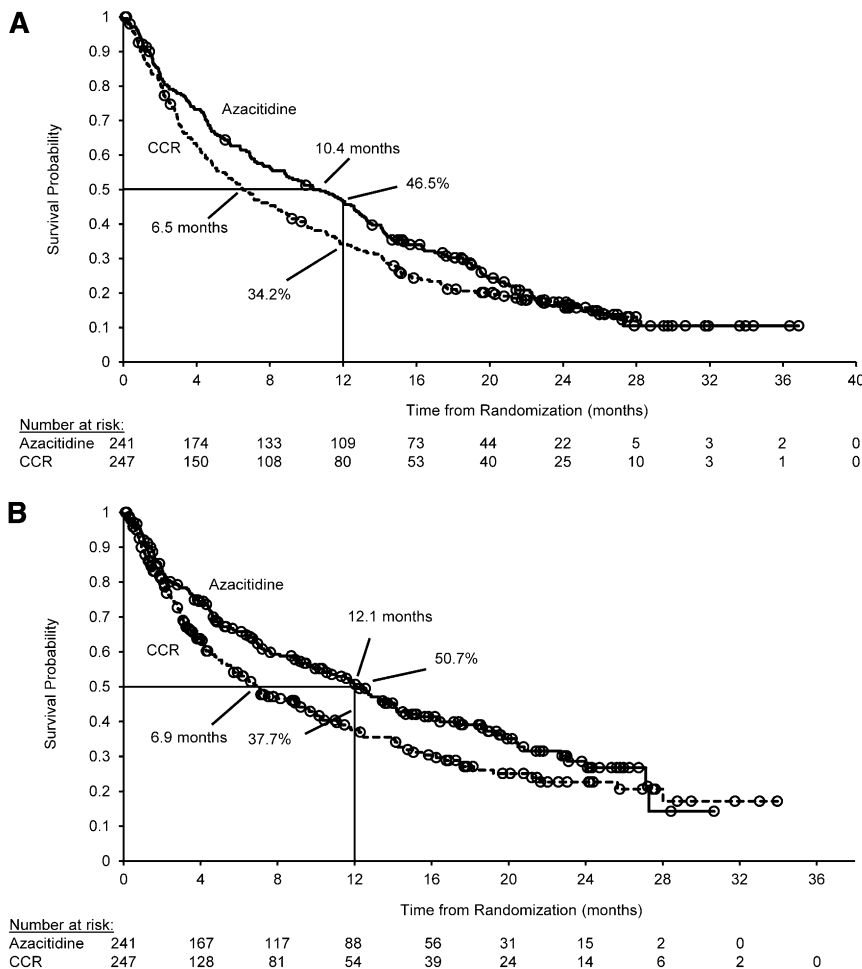 A
1
0.9
0.8
Azacitidine
0.7
CCR
10.4 months
0.6
46.5%
0.5
6.5 months
0.4
0.3
34.2%
0.2
0.1
0
Survival Probability
0 4 8 12 16 20 24 28 32 36 40
Time from Randomization (months)
Number at risk:
Azacitidine 241 174 133 109 73 44 22 5 3 2 0
CCR 247 150 108 80 53 40 25 10 3 1 0
B
1
0.9
0.8
Azacitidine
0.7
12.1 months
CCR
50.7%
0.6
0.5
6.9 months
37.7%
0.4
0.3
0.2
0.1
0
Survival Probability
0 4 8 12 16 20 24 28 32 36
Time from Randomization (months)
Number at risk:
Azacitidine 241 167 117 88 56 31 15 2 0
CCR 247 128 81 54 39 24 14 6 2 0